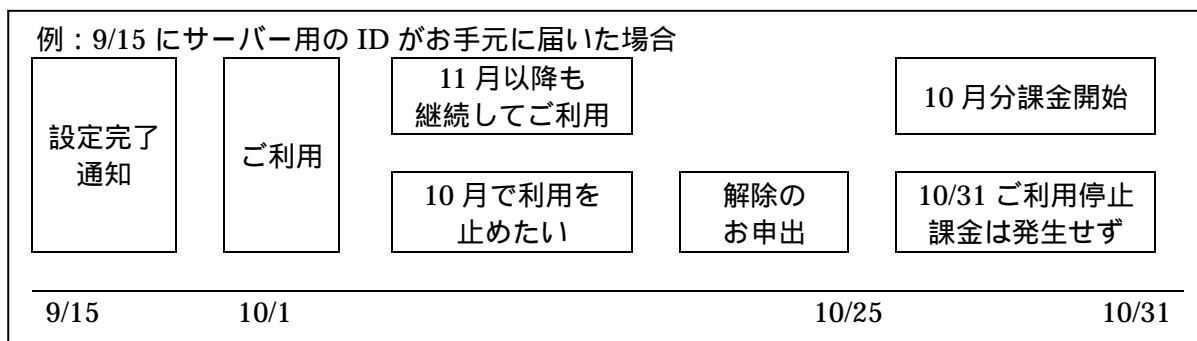 例：9/15 にサーバー用の ID がお手元に届いた場合
設定完了
通知
ご利用
11 月以降も
継続してご利用
10 月分課金開始
10 月で利用を
止めたい
解除の
お申出
10/31 ご利用停止
課金は発生せず
9/15
10/1
10/25
10/31